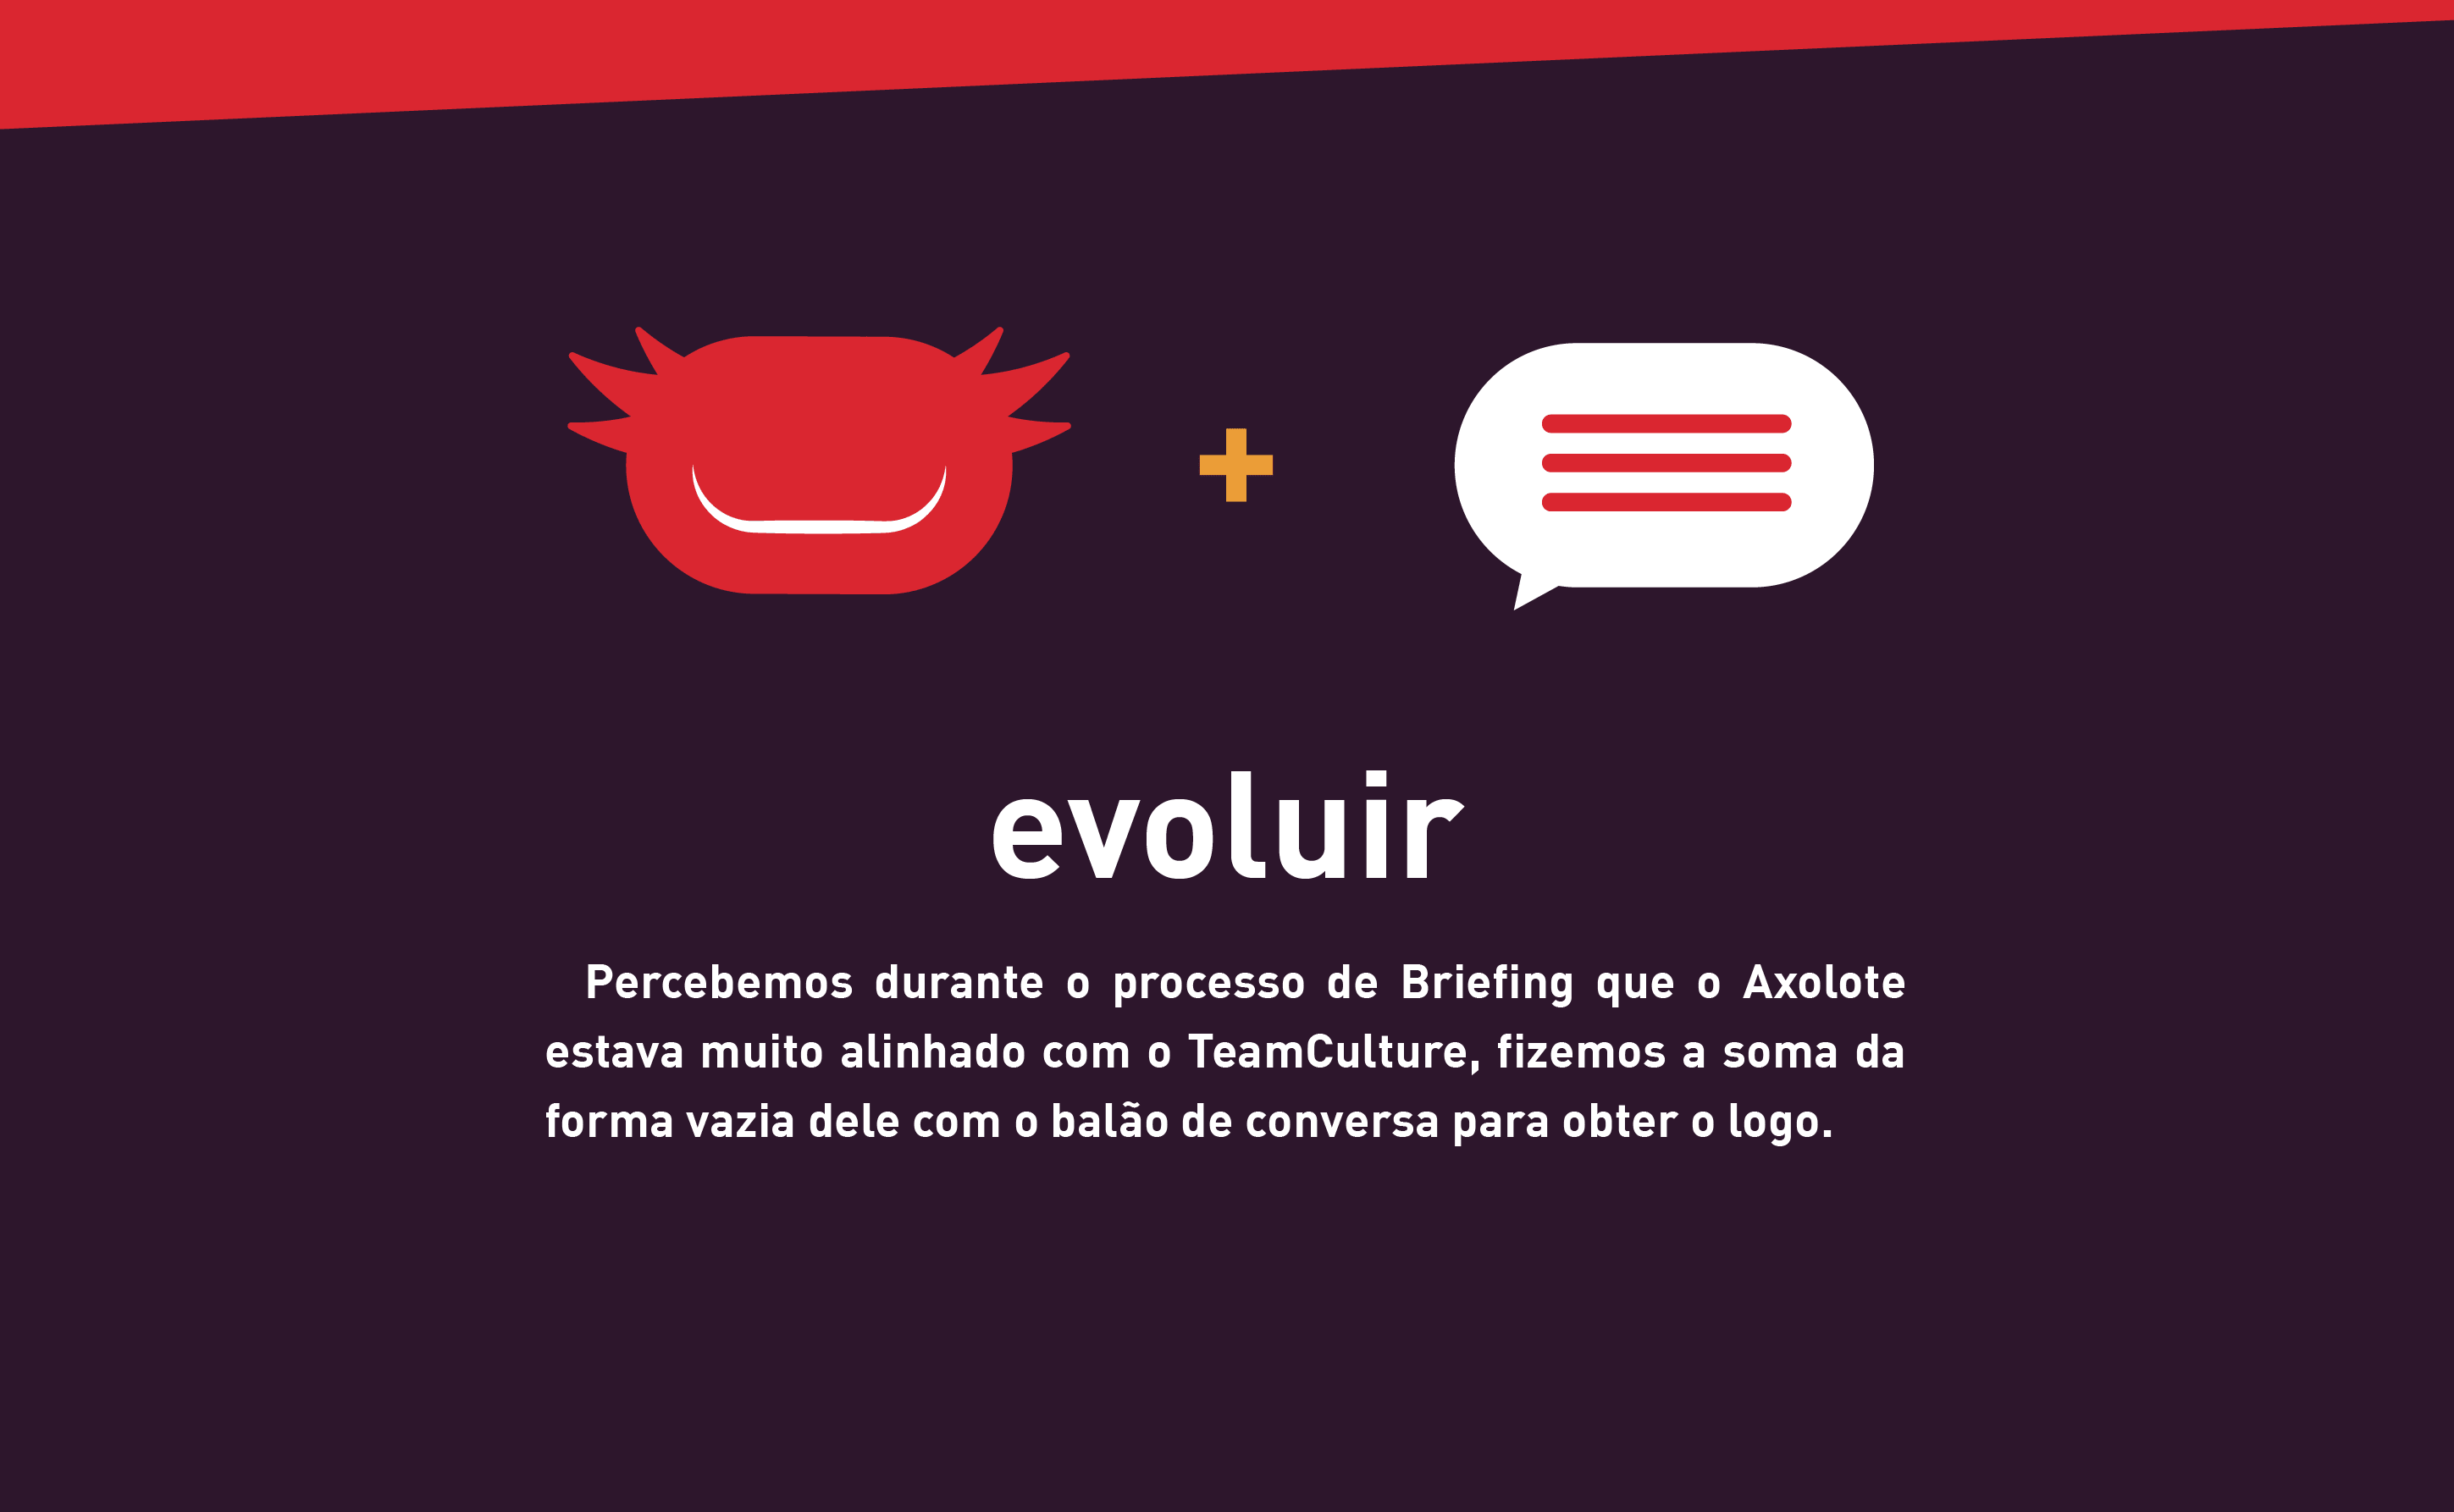 evoluir
Percebemos durante o processo de Briefing que o Axolote
estava muito alinhado com o TeamCulture, fizemos a soma da
forma vazia dele com o balão de conversa para obter o logo.